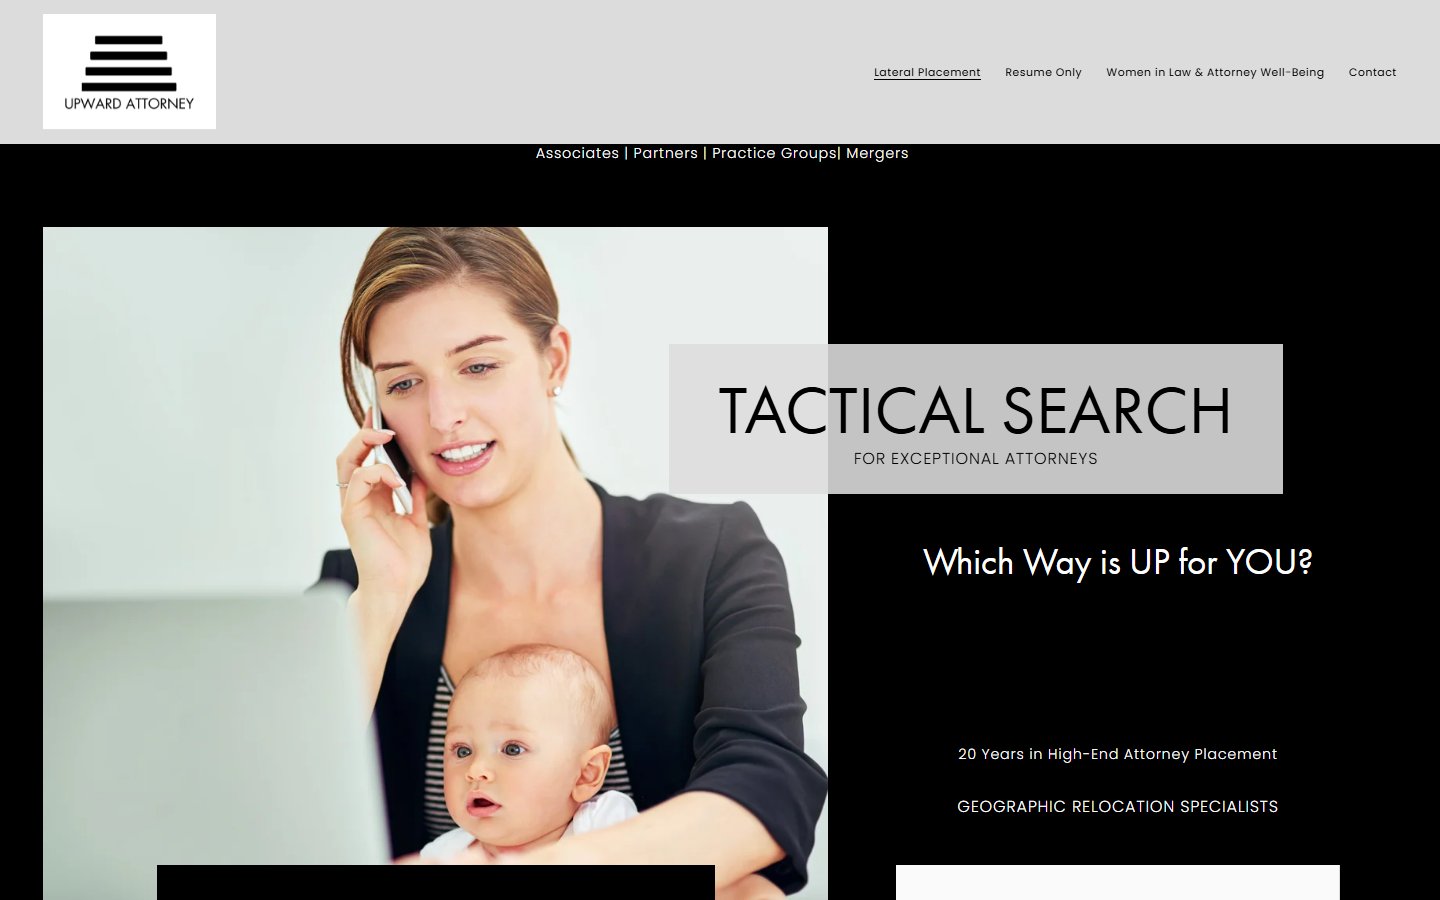 UPWARD ATTORNEY
Lateral Placement
Resume Only
Women in Law & Attorney Well-Being
Contact
Associates | Partners | Practice Groups| Mergers
TACTICAL SEARCH
FOR EXCEPTIONAL ATTORNEYS
Which Way is UP for YOU?
20 Years in High-End Attorney Placement
GEOGRAPHIC RELOCATION SPECIALISTS